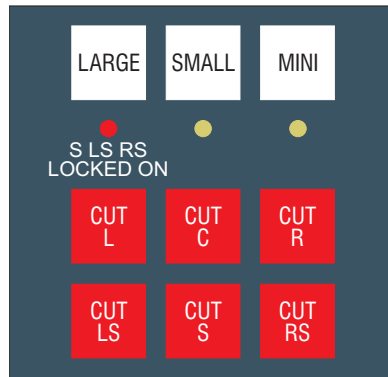 LARGE SMALL MINI
S LS RS
LOCKED ON
CUT CUT CUT
L C R
CUT CUT CUT
LS S RS